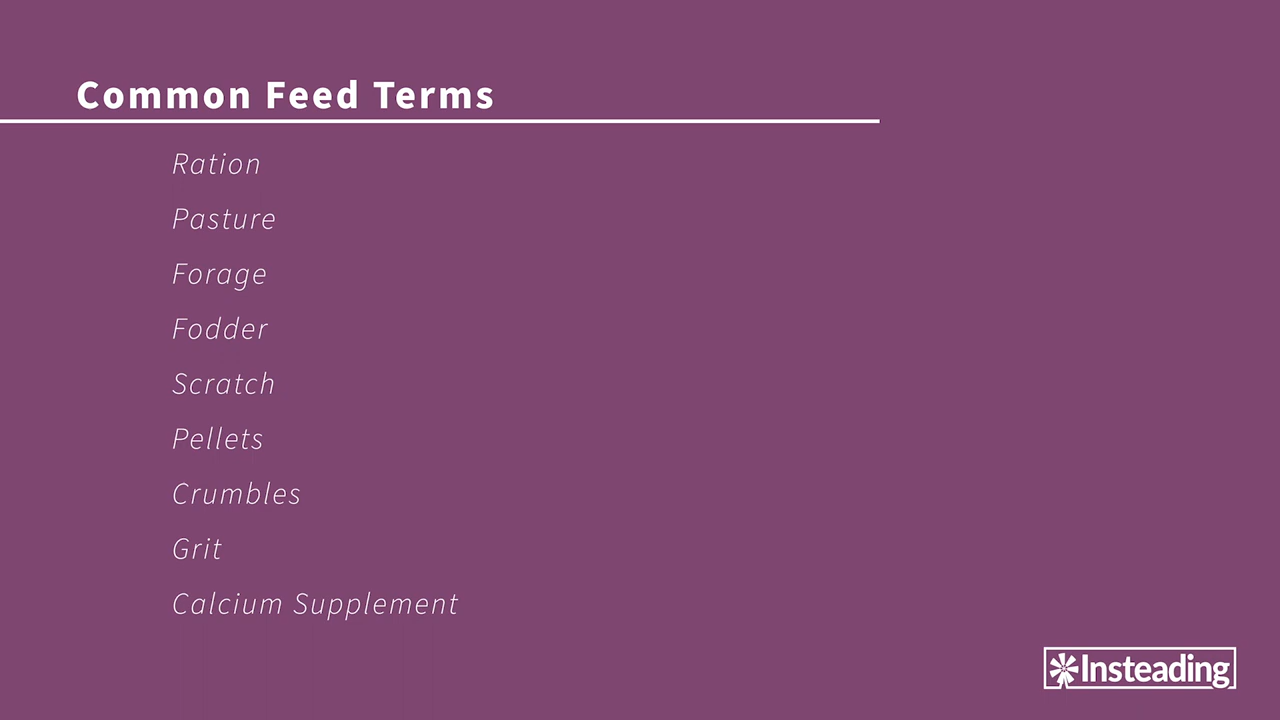 Common Feed Terms
Ration
Pasture
Forage
Fodder
Scratch
Pellets
Crumbles
Grit
Calcium Supplement
Insteading